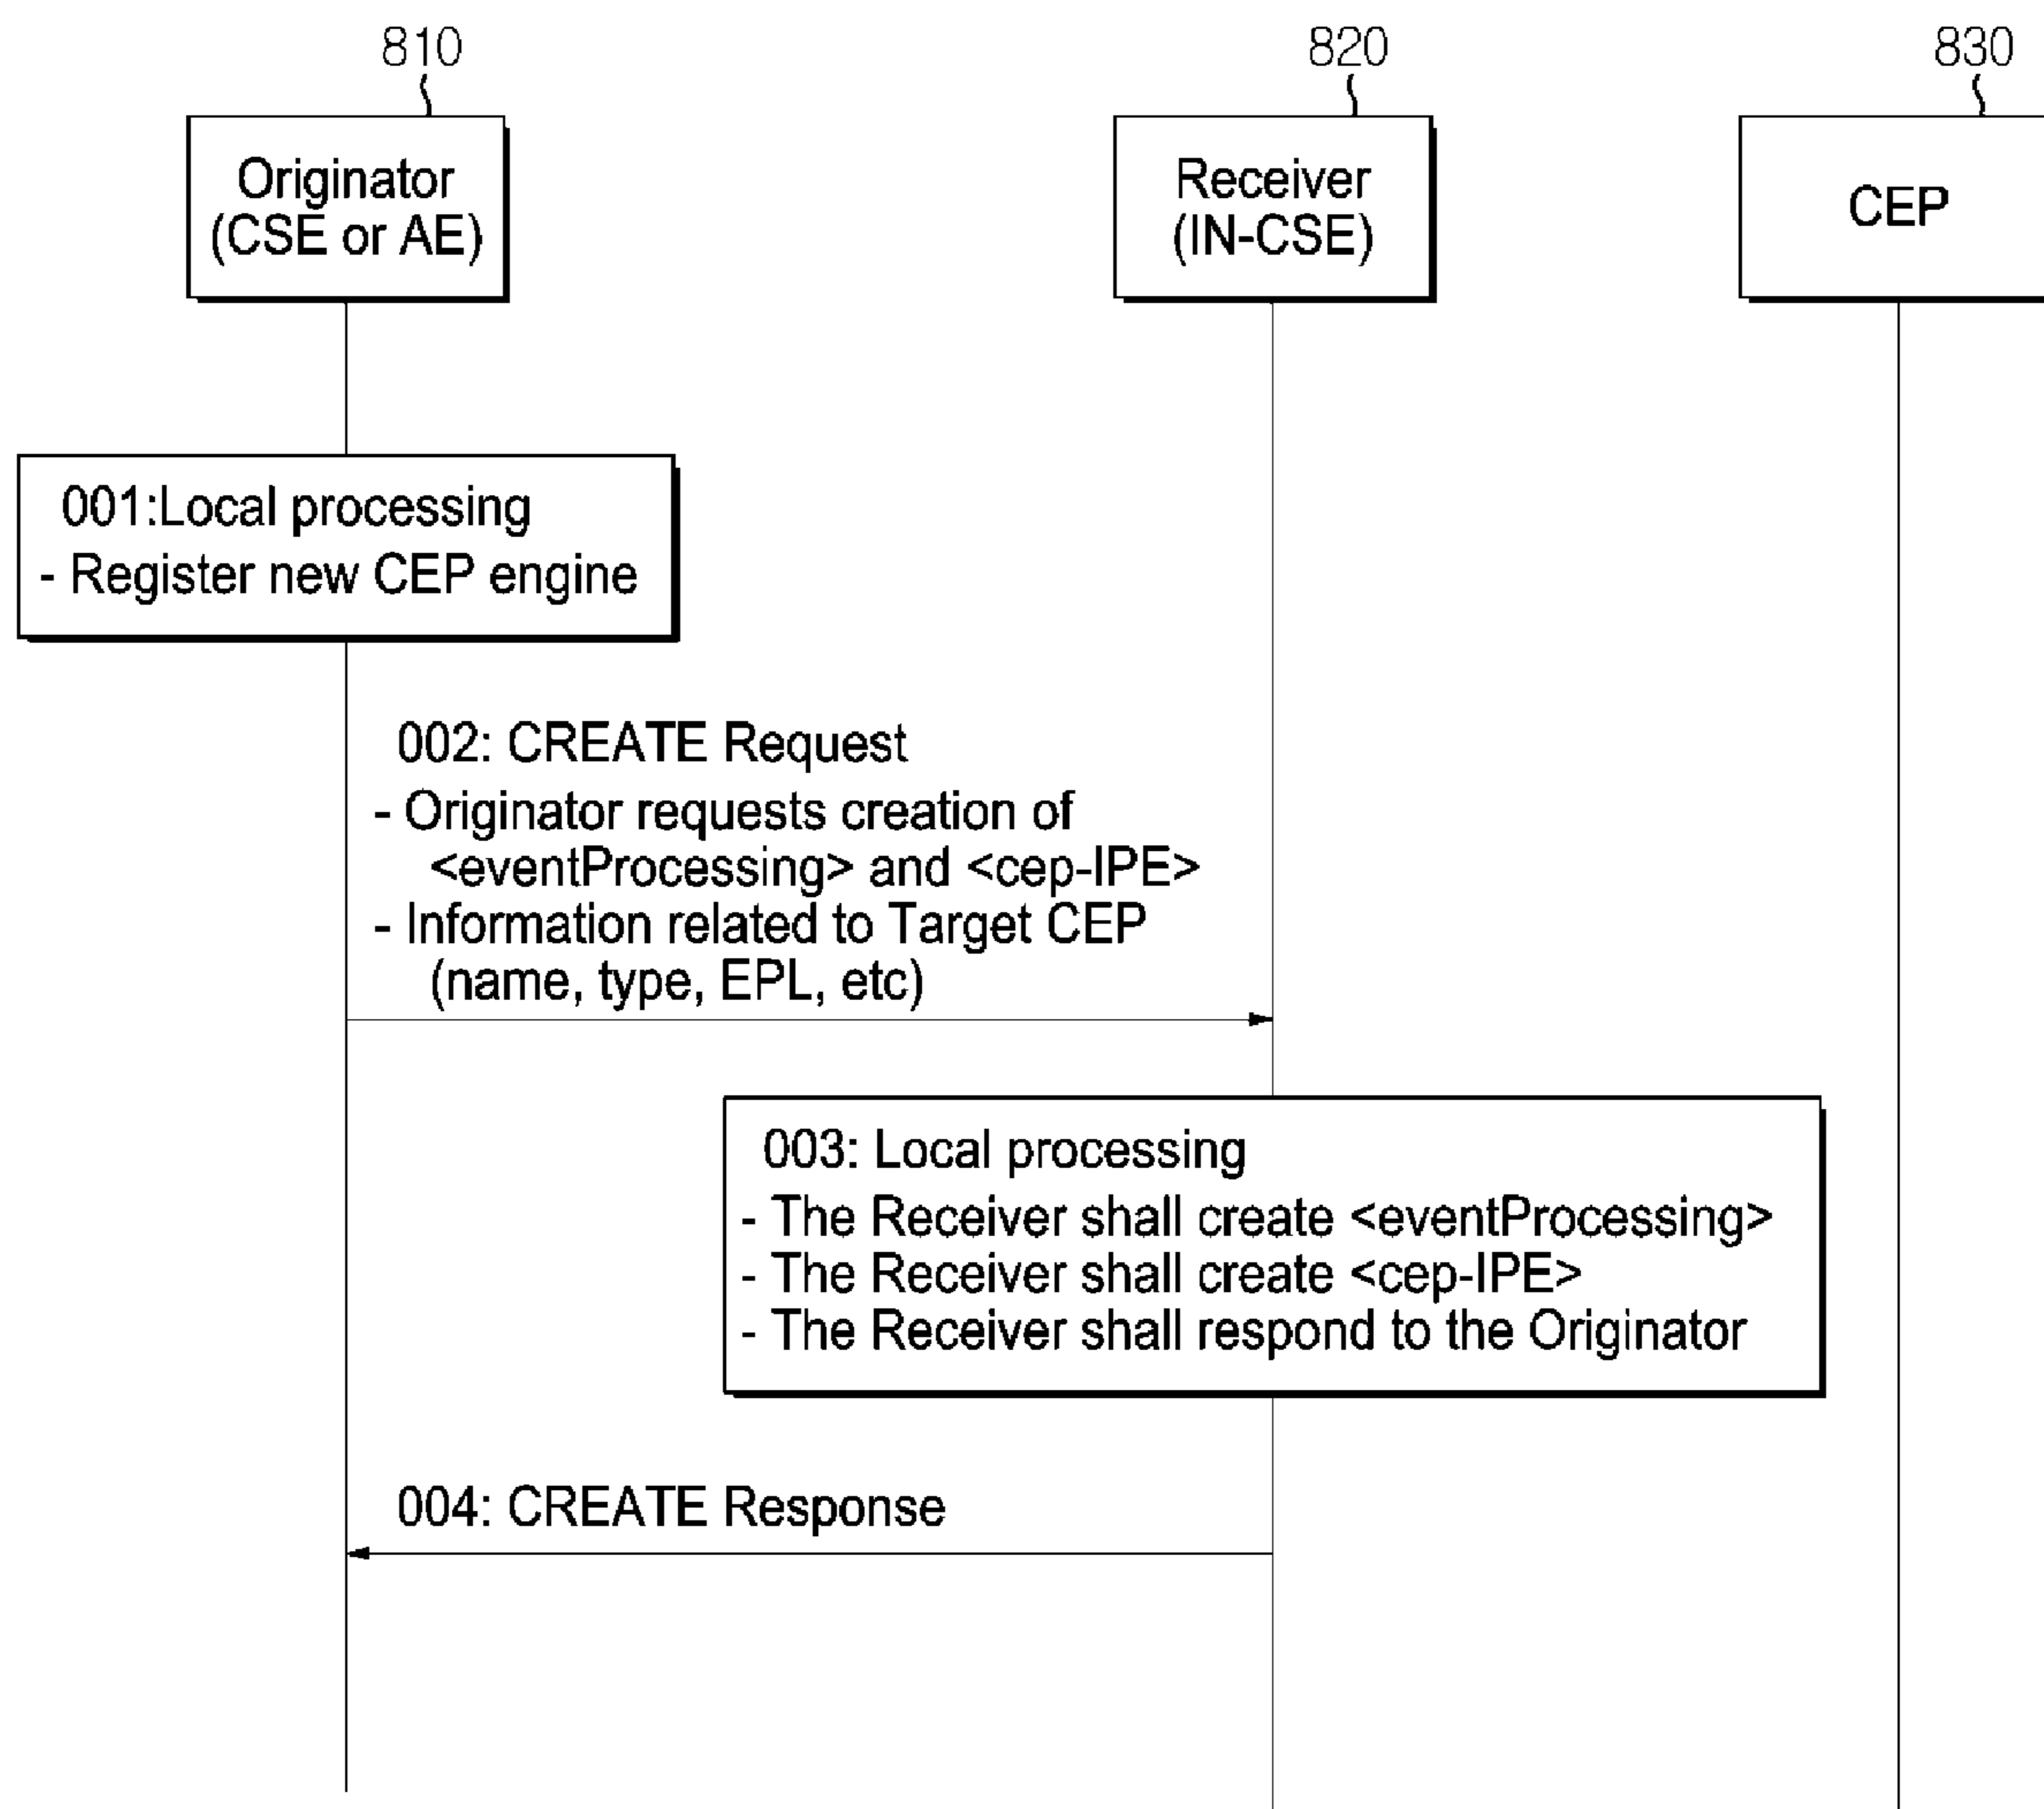 810
820
830
Originator
(CSE or AE)
Receiver
(IN-CSE)
CEP
001:Local processing
- Register new CEP engine
002: CREATE Request
- Originator requests creation of
<eventProcessing> and <cep-IPE>
- Information related to Target CEP
(name, type, EPL, etc)
003: Local processing
- The Receiver shall create <eventProcessing>
- The Receiver shall create <cep-IPE>
- The Receiver shall respond to the Originator
004: CREATE Response